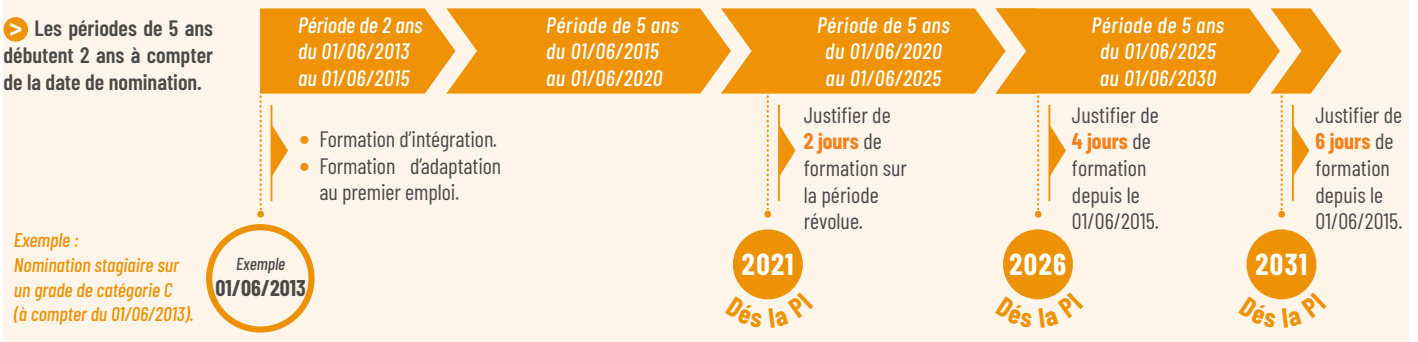 > Les périodes de 5 ans
débutent 2 ans à compter
de la date de nomination.
Période de 2 ans
du 01/06/2013
au 01/06/2015
Période de 5 ans
du 01/06/2015
au 01/06/2020
Période de 5 ans
du 01/06/2020
au 01/06/2025
Période de 5 ans
du 01/06/2025
au 01/06/2030
• Formation d'intégration.
• Formation d'adaptation
au premier emploi.
Justifier de
2 jours de
formation sur
la période
révolue.
Justifier de
4 jours de
formation
depuis le
01/06/2015.
Justifier de
6 jours de
formation
depuis le
01/06/2015.
Exemple :
Nomination stagiaire sur
un grade de catégorie C
(à compter du 01/06/2013).
Exemple
01/06/2013
2021
Dés la PI
2026
Dés la PI
2031
Dés la PI